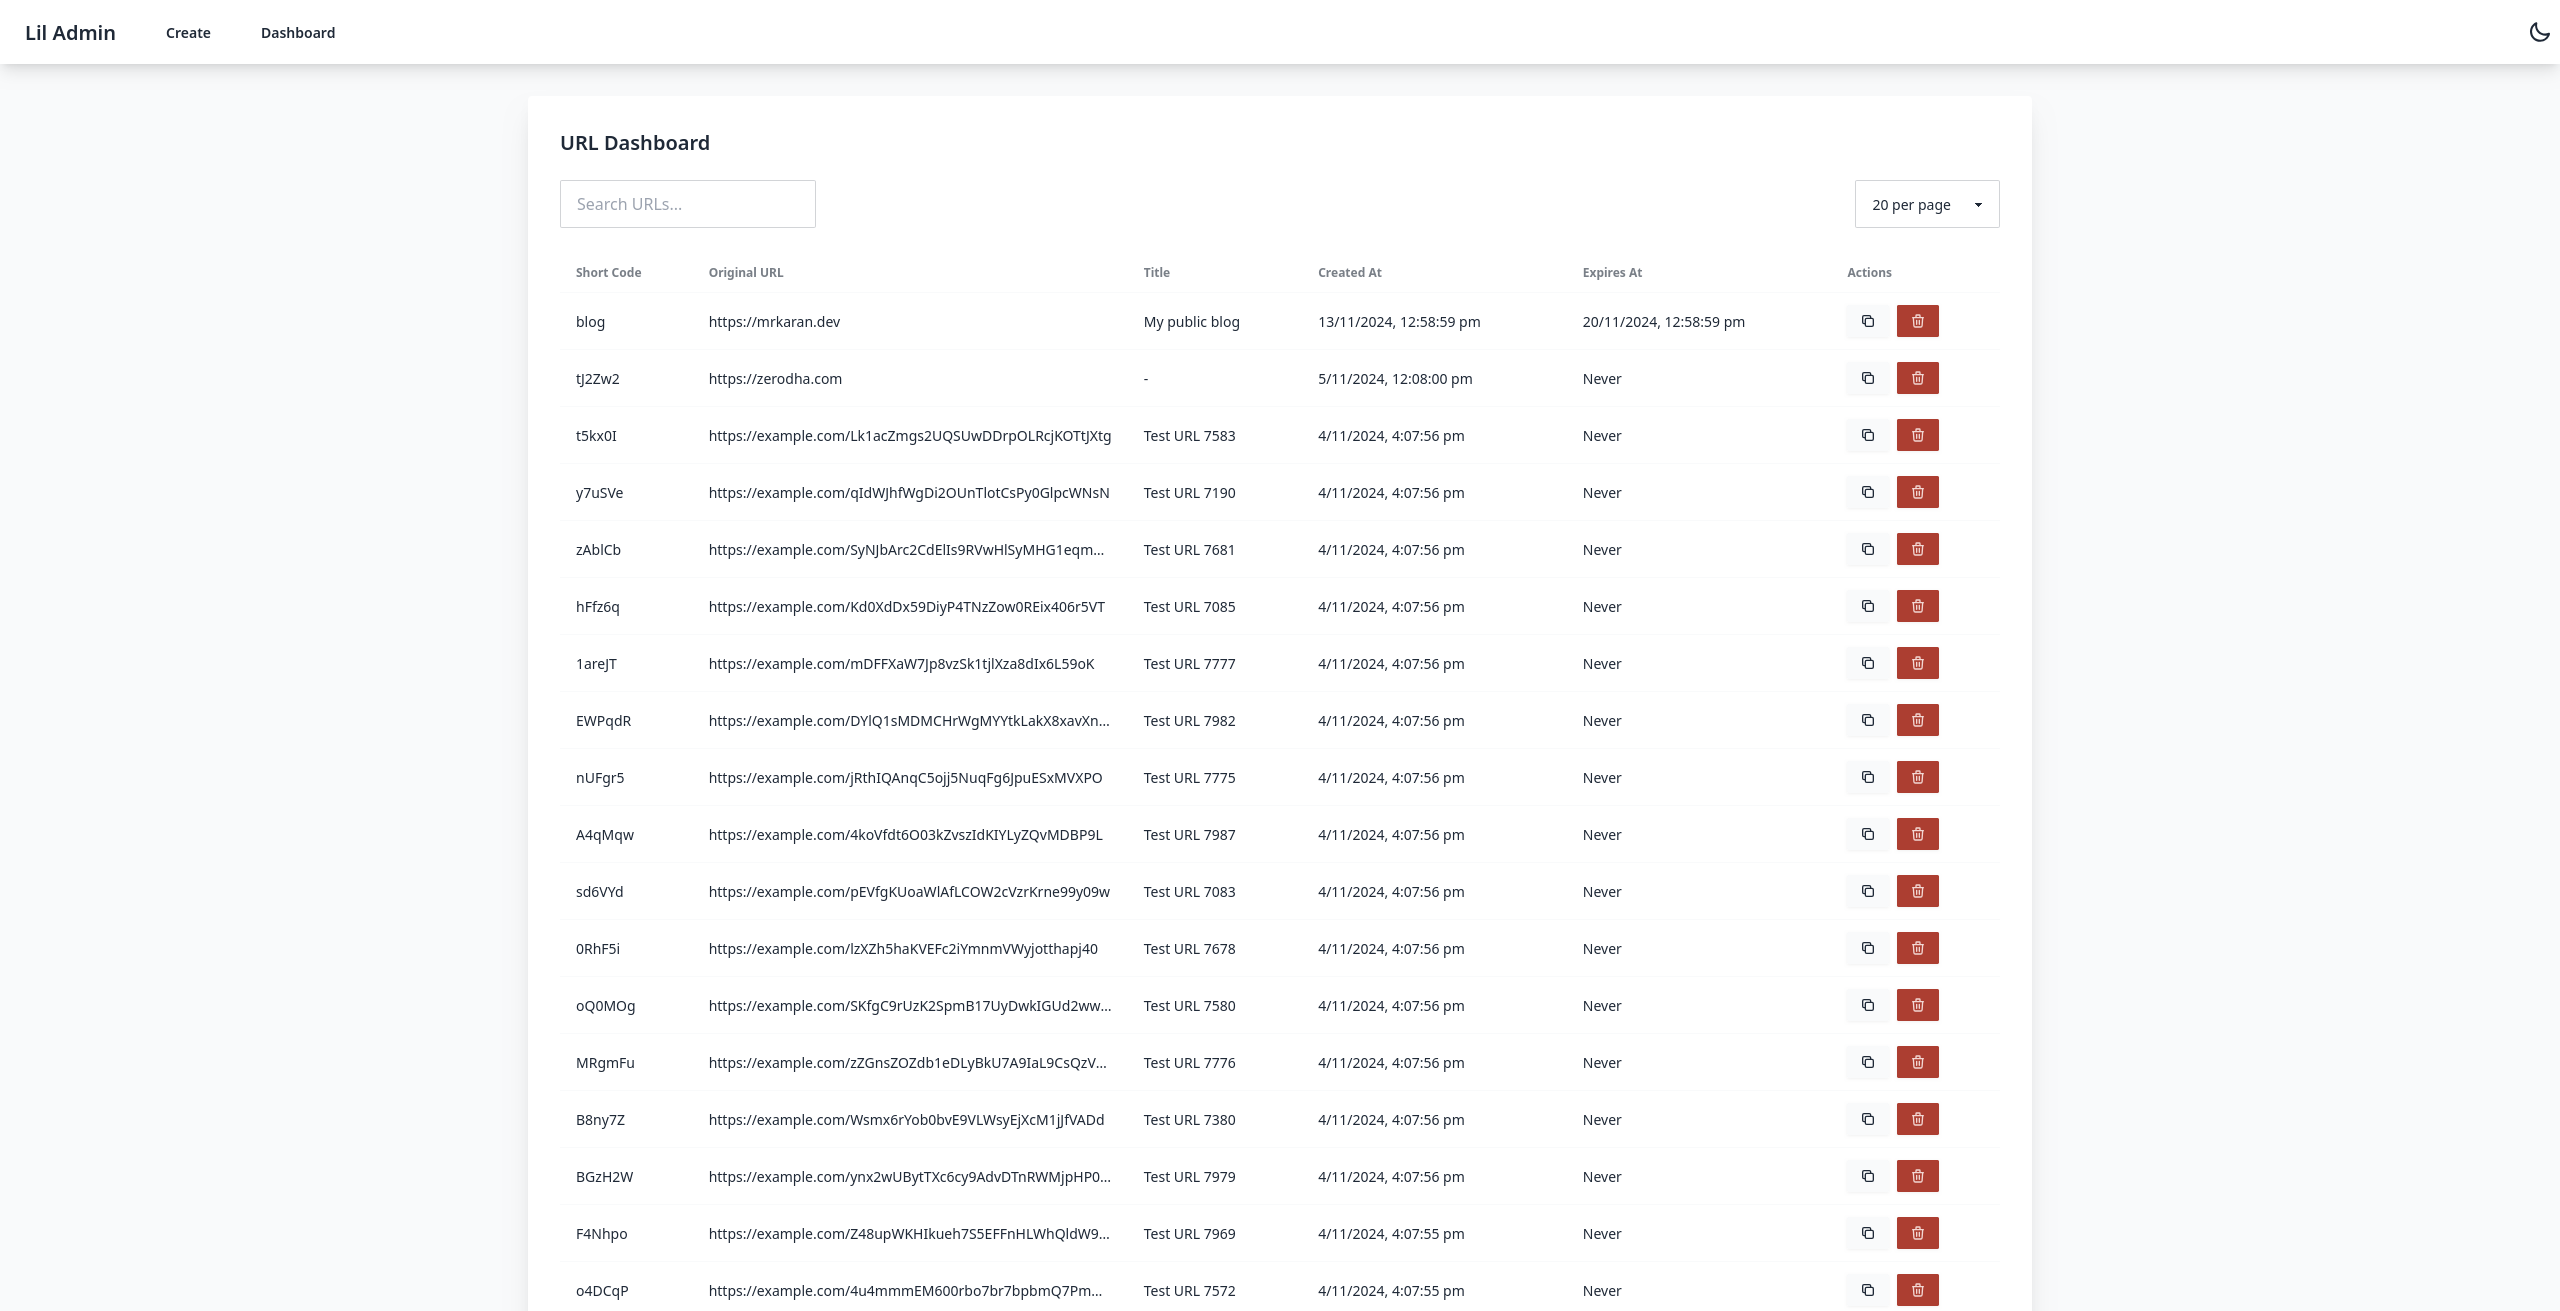 Lil Admin Create Dashboard
URL Dashboard
Search URLs... 20 per page
Short Code Original URL Title Created At Expires At Actions
blog https://mrkaran.dev My public blog 13/11/2024, 12:58:59 pm 20/11/2024, 12:58:59 pm
tJ2Zw2 https://zerodha.com - 5/11/2024, 12:08:00 pm Never
t5kx0I https://example.com/Lk1acZmgs2UQSUwDDrpOLRcjKOTtJXtg Test URL 7583 4/11/2024, 4:07:56 pm Never
y7uSVe https://example.com/qIdWJhfWgDi2OUnTlotCsPy0GlpcWNsN Test URL 7190 4/11/2024, 4:07:56 pm Never
zAblCb https://example.com/SyNJbArc2CdElIs9RVwHlSyMHG1eqm... Test URL 7681 4/11/2024, 4:07:56 pm Never
hFfz6q https://example.com/Kd0XdDx59DiyP4TNzZow0REix406r5VT Test URL 7085 4/11/2024, 4:07:56 pm Never
1areJT https://example.com/mDFFXaW7Jp8vzSk1tjlXza8dIx6L59oK Test URL 7777 4/11/2024, 4:07:56 pm Never
EWPqdR https://example.com/DYlQ1sMDMCHrWgMYYtkLakX8xavXn... Test URL 7982 4/11/2024, 4:07:56 pm Never
nUFgr5 https://example.com/jRthIQAnqC5ojj5NuqFg6JpuESxMVXPO Test URL 7775 4/11/2024, 4:07:56 pm Never
A4qMqw https://example.com/4koVfdt6O03kZvszIdKIYLyZQvMDBP9L Test URL 7987 4/11/2024, 4:07:56 pm Never
sd6VYd https://example.com/pEVfgKUoaWlAfLCOW2cVzrKrne99y09w Test URL 7083 4/11/2024, 4:07:56 pm Never
0RhF5i https://example.com/lzXZh5haKVEFc2iYmnmVWyjotthapj40 Test URL 7678 4/11/2024, 4:07:56 pm Never
oQ0MOg https://example.com/SKfgC9rUzK2SpmB17UyDwkIGUd2ww... Test URL 7580 4/11/2024, 4:07:56 pm Never
MRgmFu https://example.com/zZGnsZOZdb1eDLyBkU7A9IaL9CsQzV... Test URL 7776 4/11/2024, 4:07:56 pm Never
B8ny7Z https://example.com/Wsmx6rYob0bvE9VLWsyEjXcM1jJfVADd Test URL 7380 4/11/2024, 4:07:56 pm Never
BGzH2W https://example.com/ynx2wUBytTXc6cy9AdvDTnRWMjpHP0... Test URL 7979 4/11/2024, 4:07:56 pm Never
F4Nhpo https://example.com/Z48upWKHIkueh7S5EFFnHLWhQldW9... Test URL 7969 4/11/2024, 4:07:55 pm Never
o4DCqP https://example.com/4u4mmmEM600rbo7br7bpbmQ7Pm... Test URL 7572 4/11/2024, 4:07:55 pm Never